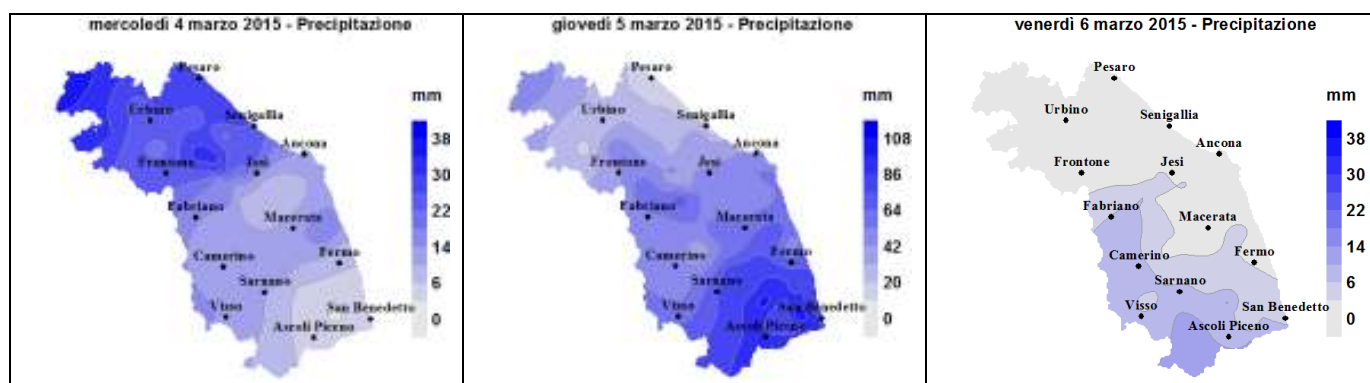 mercoledì 4 marzo 2015 - Precipitazione
Pesaro
mm
Urbino
Senigallia
38
Ancona
Frontone
Jesi
30
Fabriano
22
Macerata
14
Camerino
Fermo
Sarnano
6
Visso
San Benedetto
0
Ascoli Piceno
giovedì 5 marzo 2015 - Precipitazione
Pesaro
mm
Urbino
Senigallia
108
Ancona
Frontone
Jesi
86
Fabriano
64
Macerata
42
Camerino
Fermo
Sarnano
20
Visso
San Benedetto
0
Ascoli Piceno
venerdì 6 marzo 2015 - Precipitazione
Pesaro
mm
Urbino
Senigallia
38
Ancona
Frontone
Jesi
30
Fabriano
22
Macerata
14
Camerino
Fermo
Sarnano
6
Visso
San Benedetto
0
Ascoli Piceno